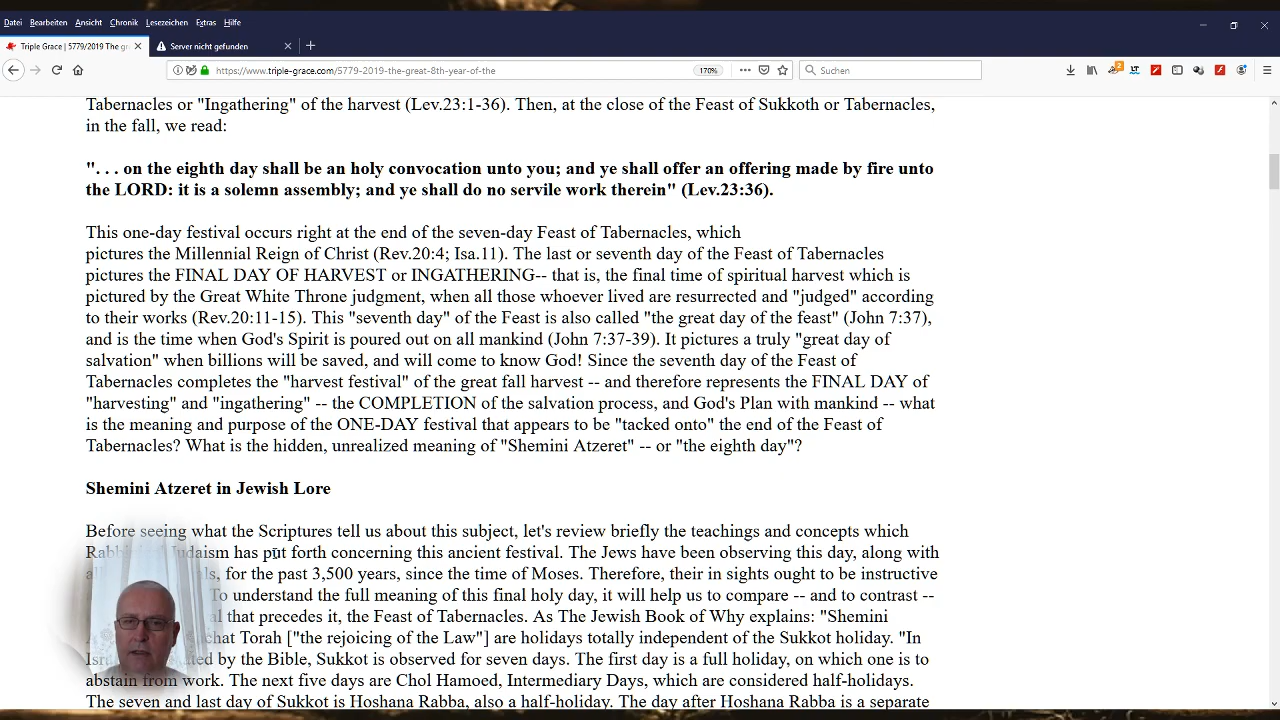 Datei Bearbeiten Ansicht Chronik Lesezeichen Extras Hilfe
Triple Grace | 5779/2019 The gr
Server nicht gefunden
https://www.triple-grace.com/5779-2019-the-great-8th-year-of-the
170%
Suchen
2
Tabernacles or "Ingathering" of the harvest (Lev.23:1-36). Then, at the close of the Feast of Sukkoth or Tabernacles,
in the fall, we read:
". . . on the eighth day shall be an holy convocation unto you; and ye shall offer an offering made by fire unto
the LORD: it is a solemn assembly; and ye shall do no servile work therein" (Lev.23:36).
This one-day festival occurs right at the end of the seven-day Feast of Tabernacles, which
pictures the Millennial Reign of Christ (Rev.20:4; Isa.11). The last or seventh day of the Feast of Tabernacles
pictures the FINAL DAY OF HARVEST or INGATHERING-- that is, the final time of spiritual harvest which is
pictured by the Great White Throne judgment, when all those whoever lived are resurrected and "judged" according
to their works (Rev.20:11-15). This "seventh day" of the Feast is also called "the great day of the feast" (John 7:37),
and is the time when God's Spirit is poured out on all mankind (John 7:37-39). It pictures a truly "great day of
salvation" when billions will be saved, and will come to know God! Since the seventh day of the Feast of
Tabernacles completes the "harvest festival" of the great fall harvest -- and therefore represents the FINAL DAY of
"harvesting" and "ingathering" -- the COMPLETION of the salvation process, and God's Plan with mankind -- what
is the meaning and purpose of the ONE-DAY festival that appears to be "tacked onto" the end of the Feast of
Tabernacles? What is the hidden, unrealized meaning of "Shemini Atzeret" -- or "the eighth day"?
Shemini Atzeret in Jewish Lore
Before seeing what the Scriptures tell us about this subject, let's review briefly the teachings and concepts which
Judaism has put forth concerning this ancient festival. The Jews have been observing this day, along with
for the past 3,500 years, since the time of Moses. Therefore, their in sights ought to be instructive
To understand the full meaning of this final holy day, it will help us to compare -- and to contrast --
that precedes it, the Feast of Tabernacles. As The Jewish Book of Why explains: "Shemini
Torah ["the rejoicing of the Law"] are holidays totally independent of the Sukkot holiday. "In
by the Bible, Sukkot is observed for seven days. The first day is a full holiday, on which one is to
abstain from work. The next five days are Chol Hamoed, Intermediary Days, which are considered half-holidays.
The seven and last day of Sukkot is Hoshana Rabba, also a half-holiday. The day after Hoshana Rabba is a separate